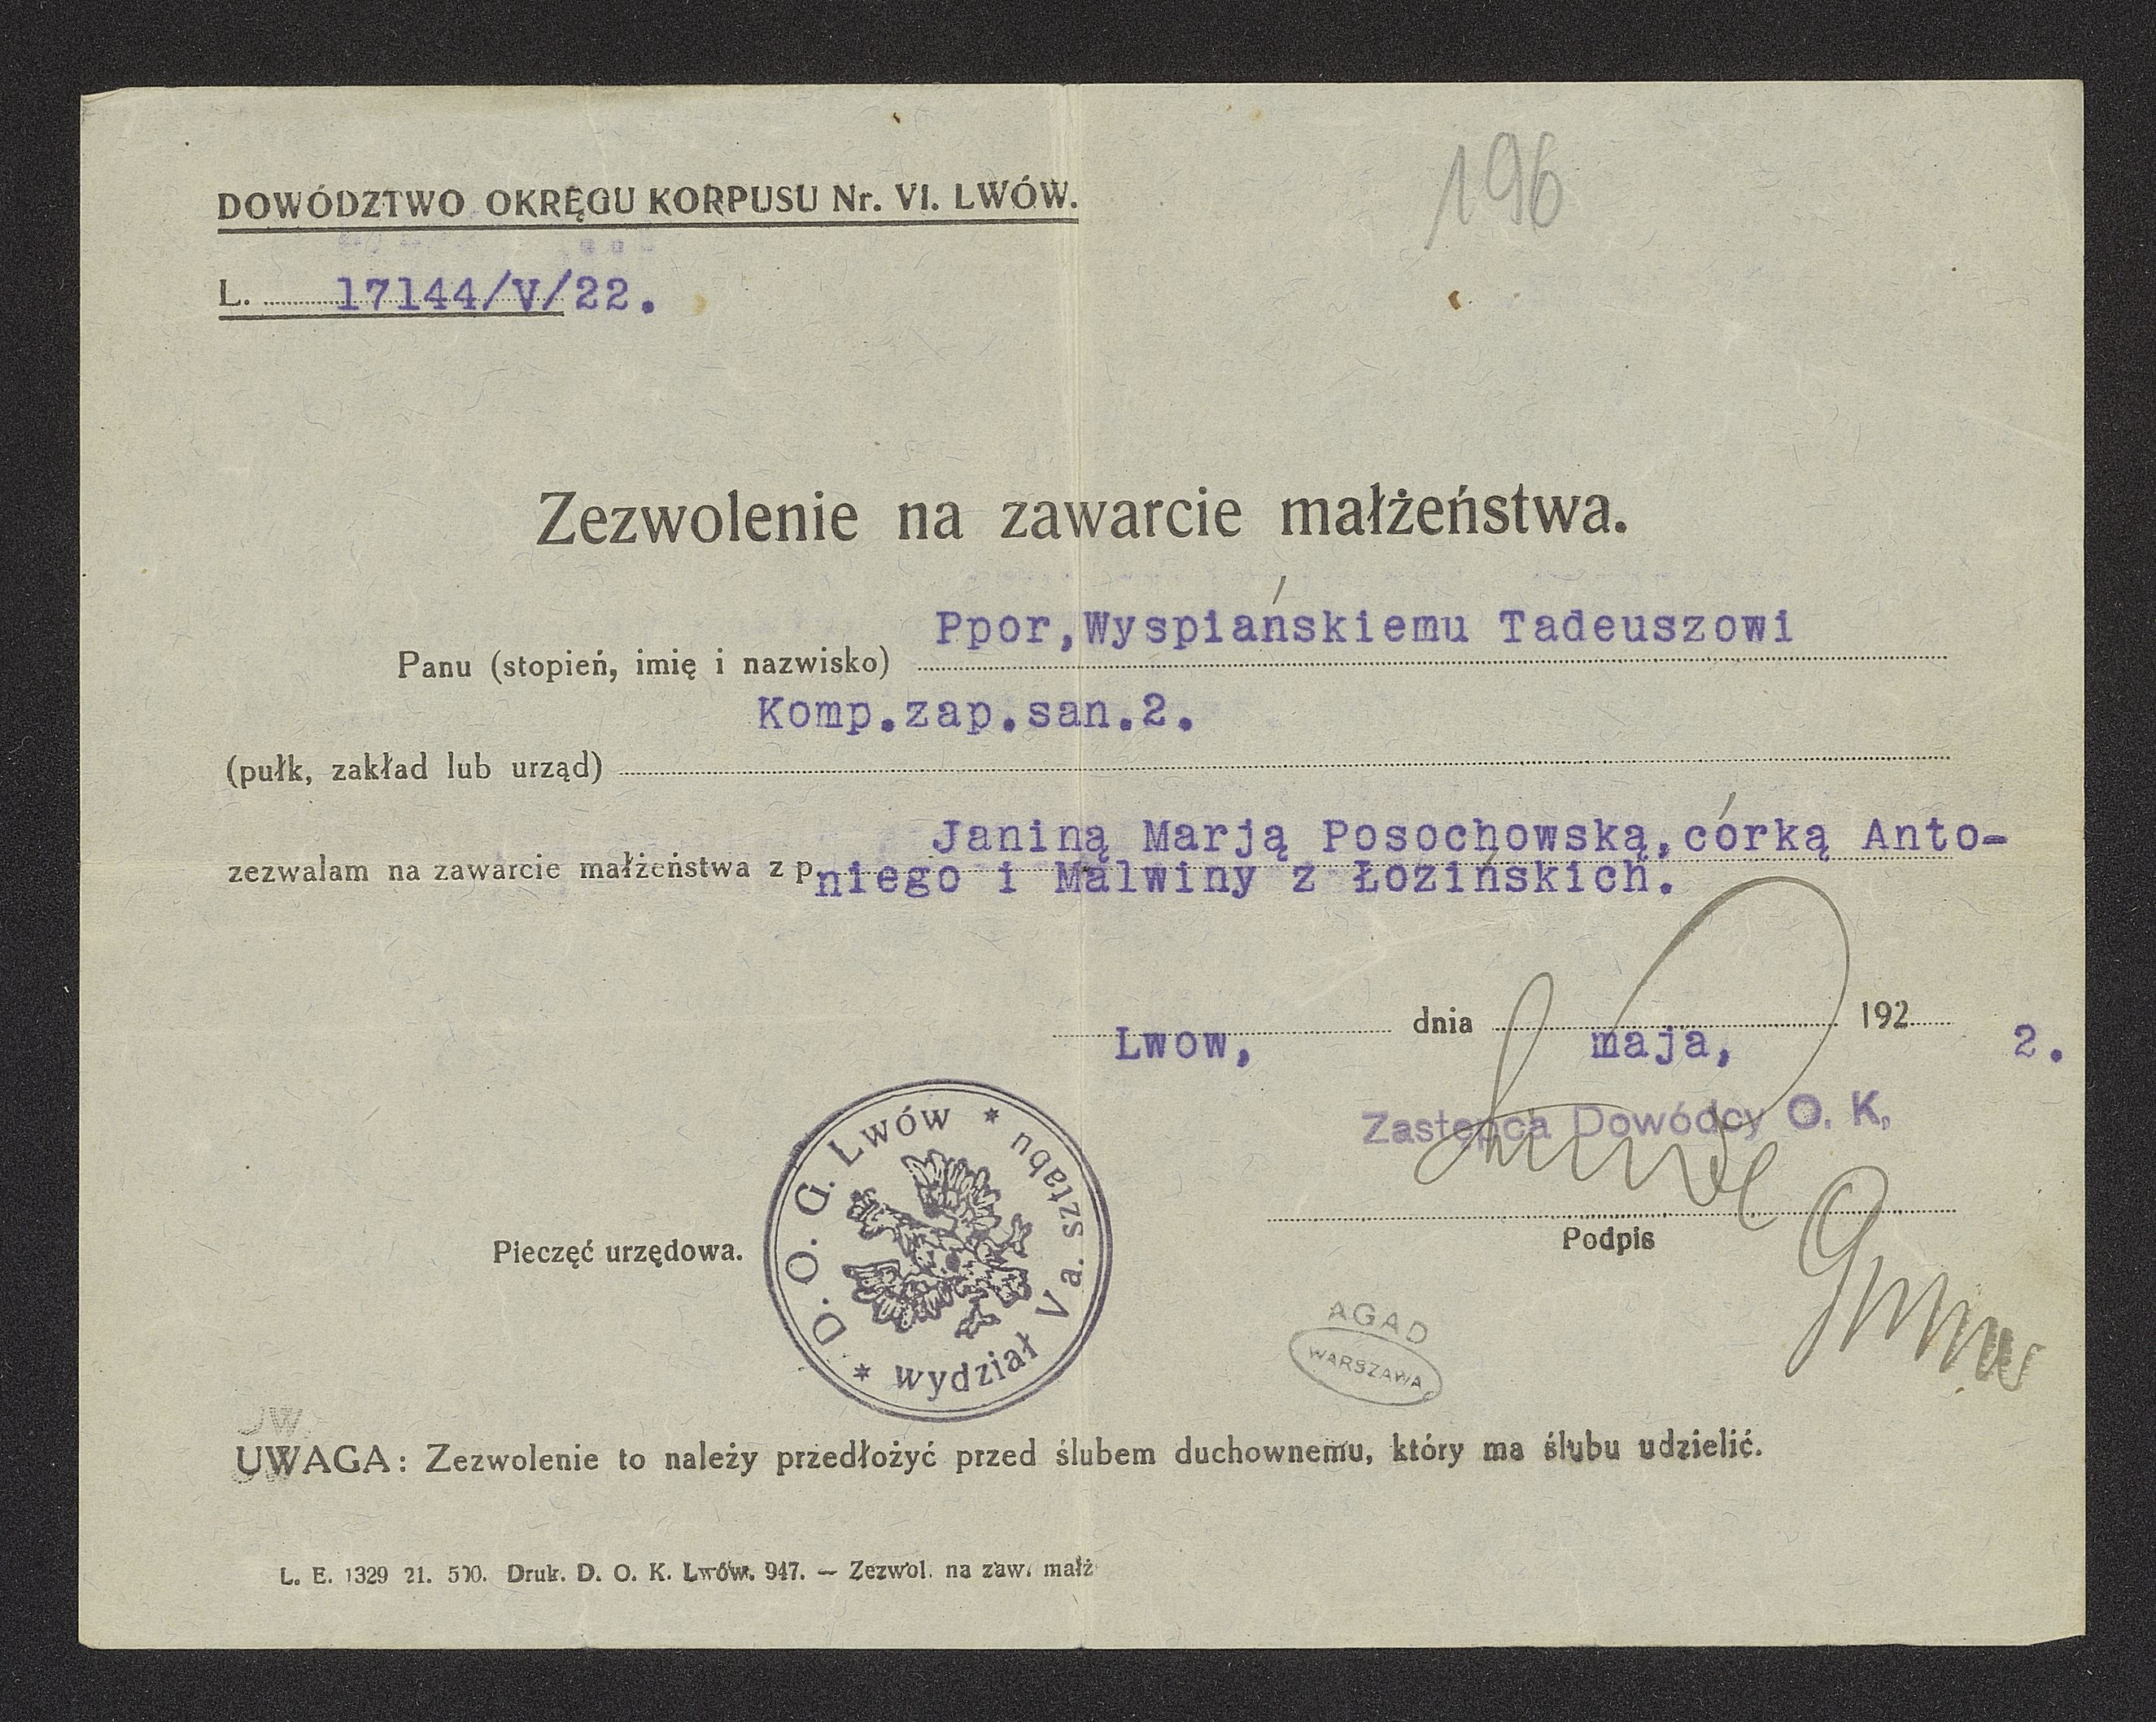 DOWÓDZTWO OKRĘGU KORPUSU Nr. VI. LWÓW.
196
L. 17144/V/22.
Zezwolenie na zawarcie małżeństwa.
Panu (stopień, imię i nazwisko) Ppor,Wyspiańskiemu Tadeuszowi
Komp.zap.san.2.
(pułk, zakład lub urząd)
Janiną Marją Posochowską,córką Anto-
zezwalam na zawarcie małżeństwa z p. niego i Malwiny z Łozińskich.
Lwow, dnia maja, 192 2.
Zastępca Dowódcy O. K,
Podpis
Pieczęć urzędowa.
D. O. G. Lwów * Wydział V a. sztabu *
AGAD
WARSZAWA
JW.
UWAGA: Zezwolenie to należy przedłożyć przed ślubem duchownemu, który ma ślubu udzielić.
L. E. 1329 21. 500. Druk. D. O. K. Lwów. 947. — Zezwol. na zaw. małż